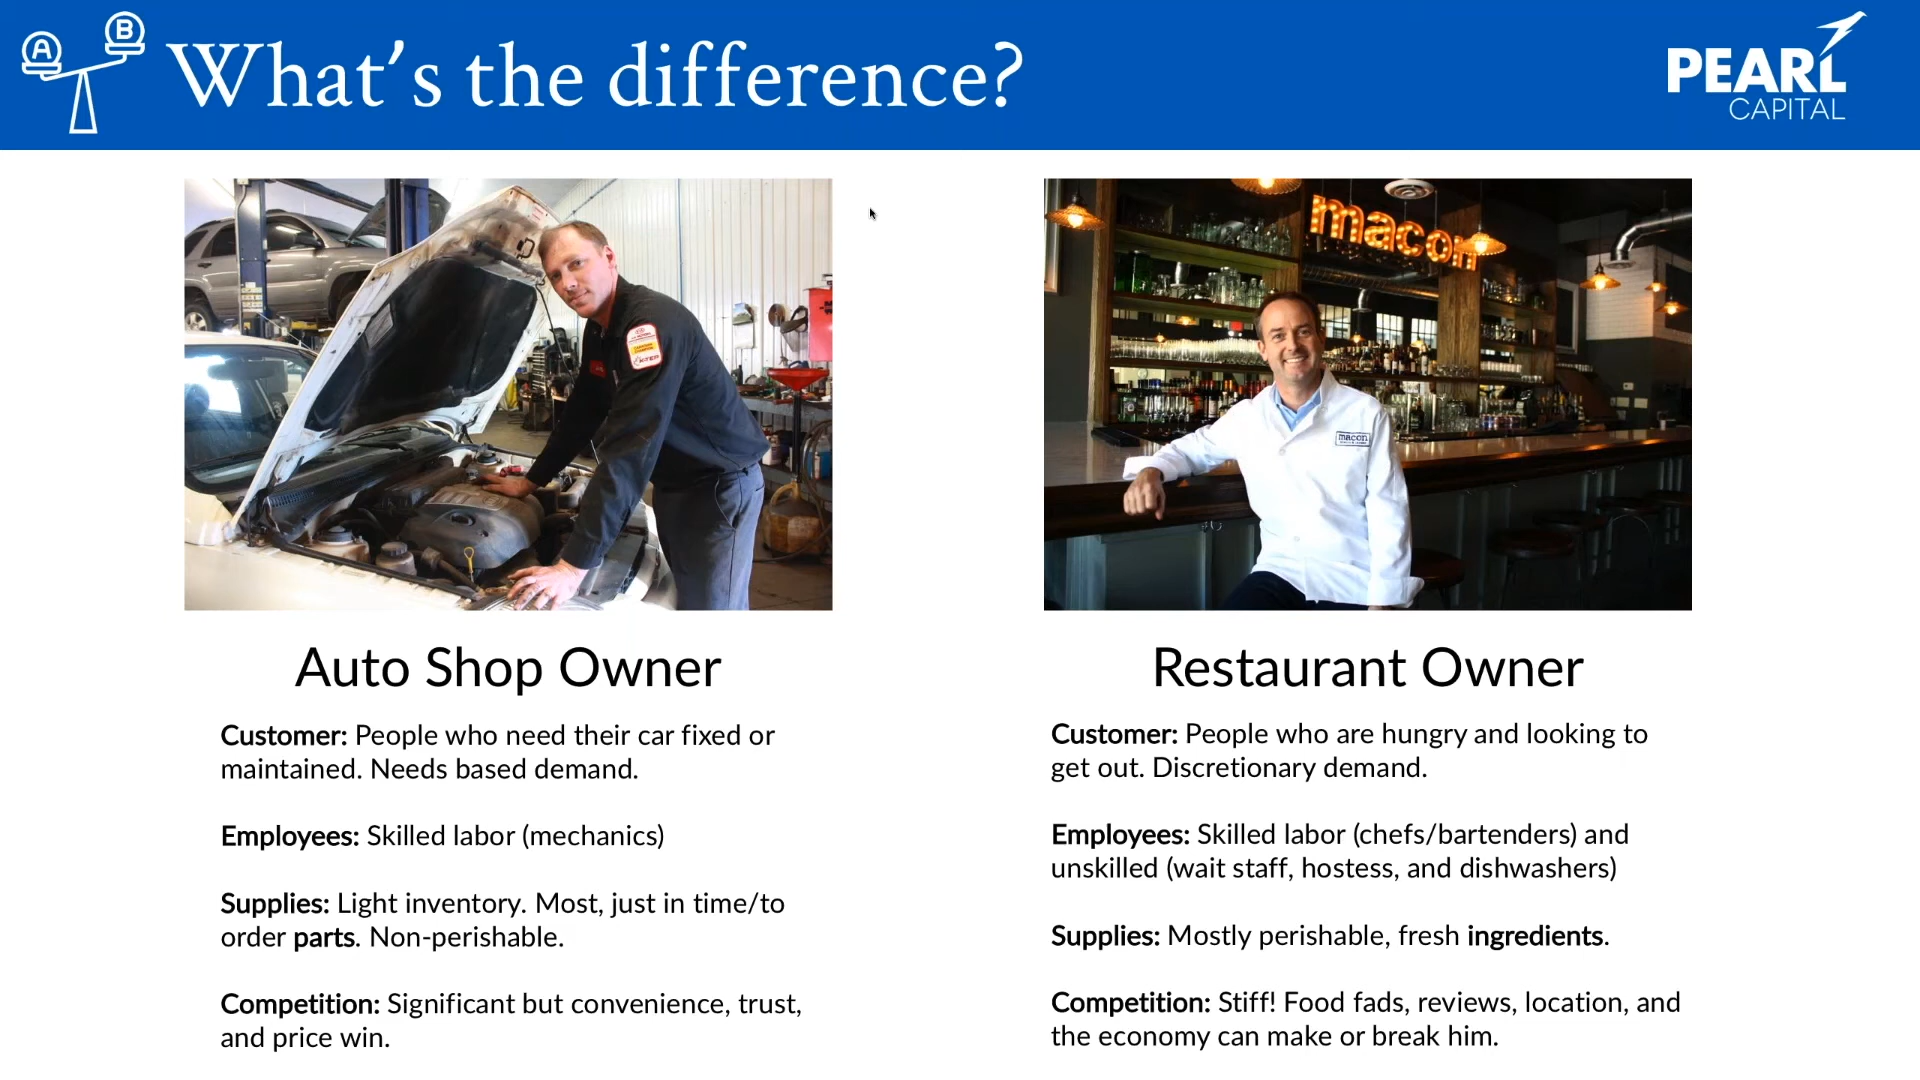 A
B
What's the difference?
PEARL
CAPITAL
macon
macon
Auto Shop Owner
Customer: People who need their car fixed or
maintained. Needs based demand.
Employees: Skilled labor (mechanics)
Supplies: Light inventory. Most, just in time/to
order parts. Non-perishable.
Competition: Significant but convenience, trust,
and price win.
Restaurant Owner
Customer: People who are hungry and looking to
get out. Discretionary demand.
Employees: Skilled labor (chefs/bartenders) and
unskilled (wait staff, hostess, and dishwashers)
Supplies: Mostly perishable, fresh ingredients.
Competition: Stiff! Food fads, reviews, location, and
the economy can make or break him.